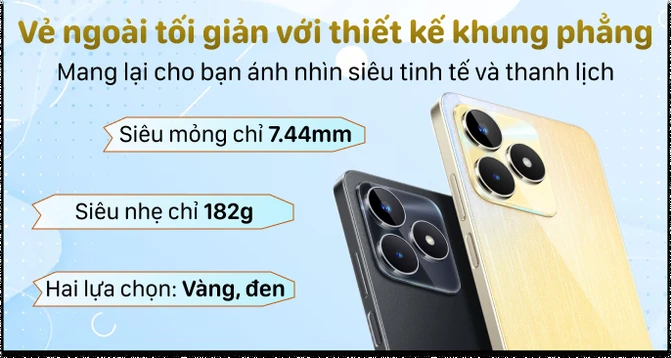 Vẻ ngoài tối giản với thiết kế khung phẳng
Mang lại cho bạn ánh nhìn siêu tinh tế và thanh lịch
Siêu mỏng chỉ 7.44mm
Siêu nhẹ chỉ 182g
Hai lựa chọn: Vàng, đen